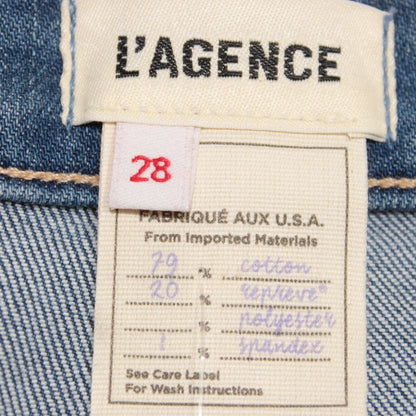 L'AGENCE
28
FABRIQUÉ AUX U.S.A.
From Imported Materials
79 % cotton
20 % "repreve"
polyester
1 % spandex
See Care Label
For Wash Instructions